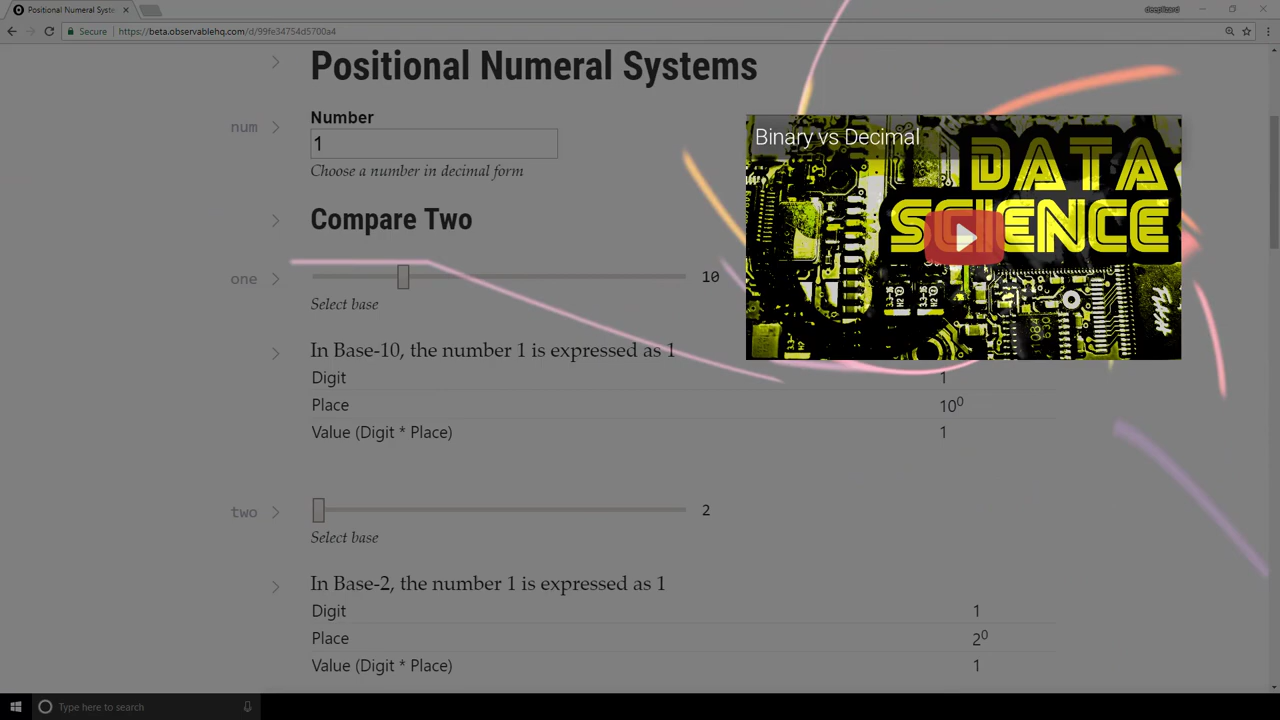 Positional Numeral Syste
deeplizard
Secure
https://beta.observablehq.com/d/99fe34754d5700a4
Positional Numeral Systems
num
Number
1
Choose a number in decimal form
Binary vs Decimal
DATA
SCIENCE
Compare Two
one
10
Select base
In Base-10, the number 1 is expressed as 1
Digit 1
Place 10⁰
Value (Digit * Place) 1
two
2
Select base
In Base-2, the number 1 is expressed as 1
Digit 1
Place 2⁰
Value (Digit * Place) 1
Type here to search